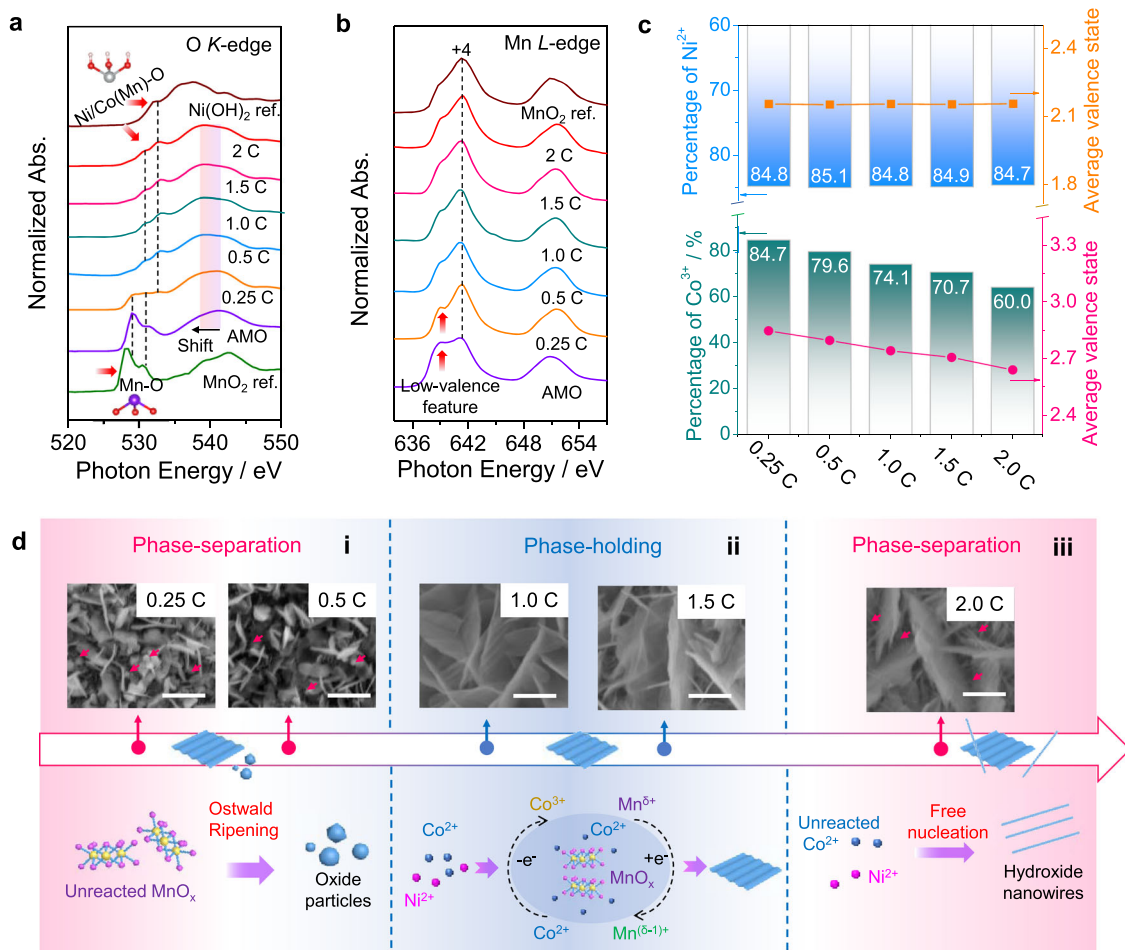 a
O K-edge
Ni/Co(Mn)-O
Ni(OH)2 ref.
2 C
1.5 C
1.0 C
0.5 C
0.25 C
AMO
Shift
MnO2 ref.
Mn-O
Normalized Abs.
520 530 540 550
Photon Energy / eV
b
Mn L-edge
+4
MnO2 ref.
2 C
1.5 C
1.0 C
0.5 C
0.25 C
Low-valence
feature
AMO
Normalized Abs.
636 642 648 654
Photon Energy / eV
c
Percentage of Ni2+
60
70
80
84.8 85.1 84.8 84.9 84.7
2.5
2.1
1.8
Average valence state
Percentage of Co3+ / %
80
60
40
20
0
84.7 79.6 74.1 70.7 60.0
3.3
3.0
2.7
2.4
Average valence state
0.25 C 0.5 C 1.0 C 1.5 C 2.0 C
d
Phase-separation i
Phase-holding ii
Phase-separation iii
0.25 C
0.5 C
1.0 C
1.5 C
2.0 C
Unreacted MnOx
Ostwald
Ripening
Oxide
particles
Co2+
Ni2+
Co3+
Mnδ+
-e-
Co2+
+e-
MnOx
Co2+
Mn(δ-1)+
Unreacted
Co2+
Ni2+
Free
nucleation
Hydroxide
nanowires